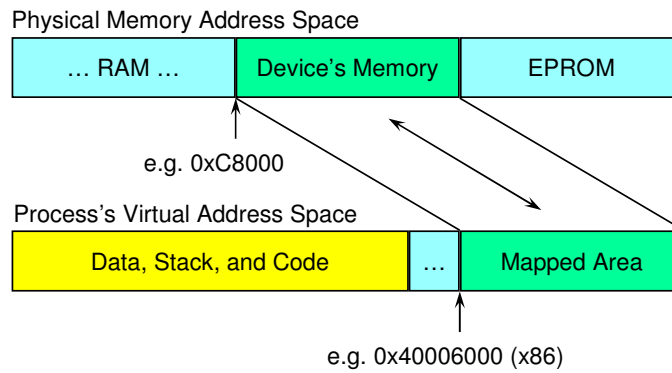 Physical Memory Address Space
… RAM … Device’s Memory EPROM
e.g. 0xC8000
Process’s Virtual Address Space
Data, Stack, and Code … Mapped Area
e.g. 0x40006000 (x86)